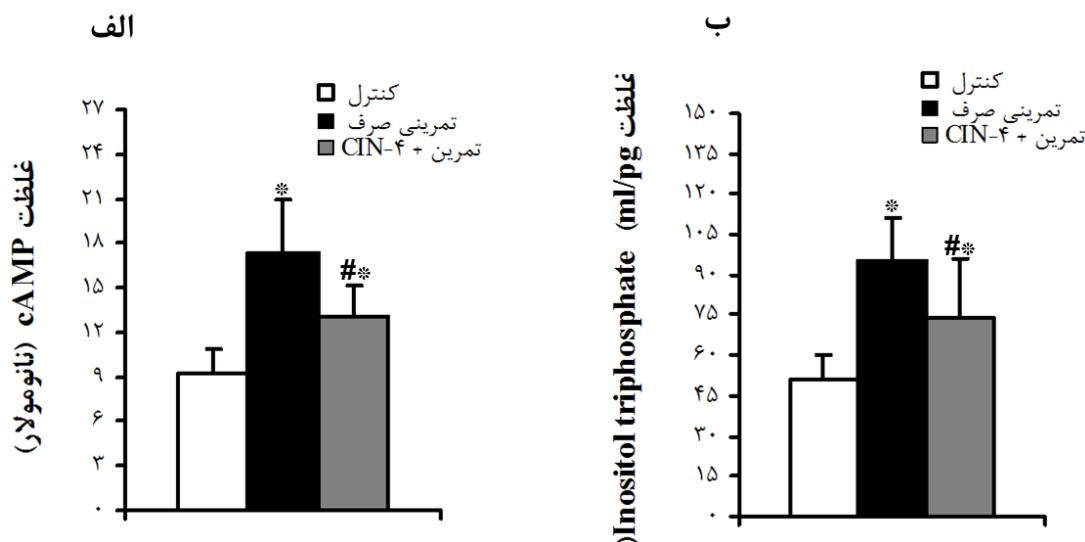 الف
کنترل
تمرینی صرف
تمرین + CIN-۴
غلظت cAMP (نانومولار)
۲۷
۲۴
۲۱
۱۸
۱۵
۱۲
۹
۶
۳
۰
*
#*
ب
کنترل
تمرینی صرف
تمرین + CIN-۴
غلظت Inositol triphosphate (ml/pg)
۱۵۰
۱۳۵
۱۲۰
۱۰۵
۹۰
۷۵
۶۰
۴۵
۳۰
۱۵
۰
*
#*